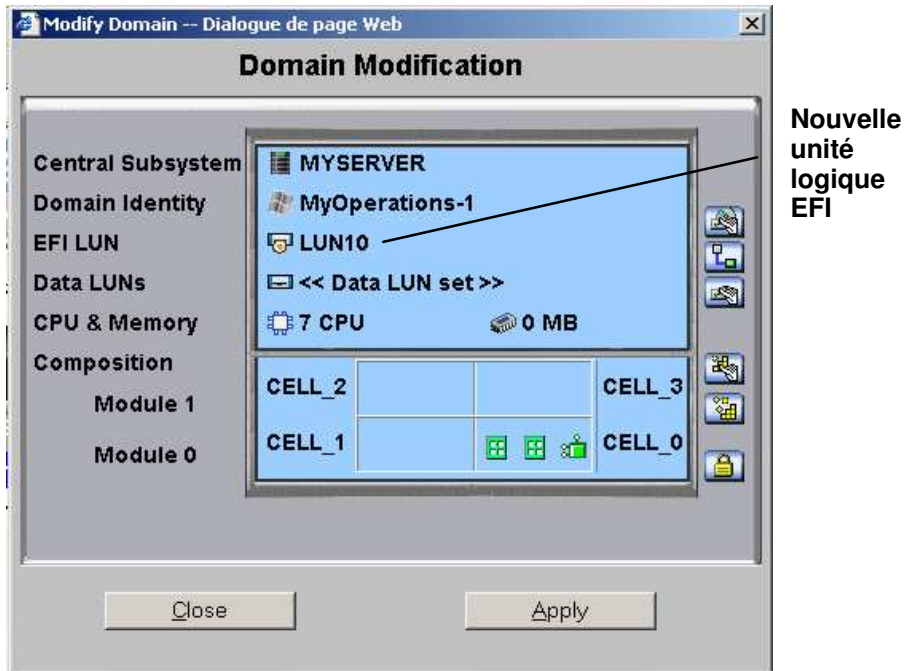 Modify Domain -- Dialogue de page Web
Domain Modification
Central Subsystem MYSERVER
Domain Identity MyOperations-1
EFI LUN LUN10
Data LUNs << Data LUN set >>
CPU & Memory 7 CPU 0 MB
Composition
Module 1 CELL_2 CELL_3
Module 0 CELL_1 CELL_0
Close Apply
Nouvelle
unité
logique
EFI